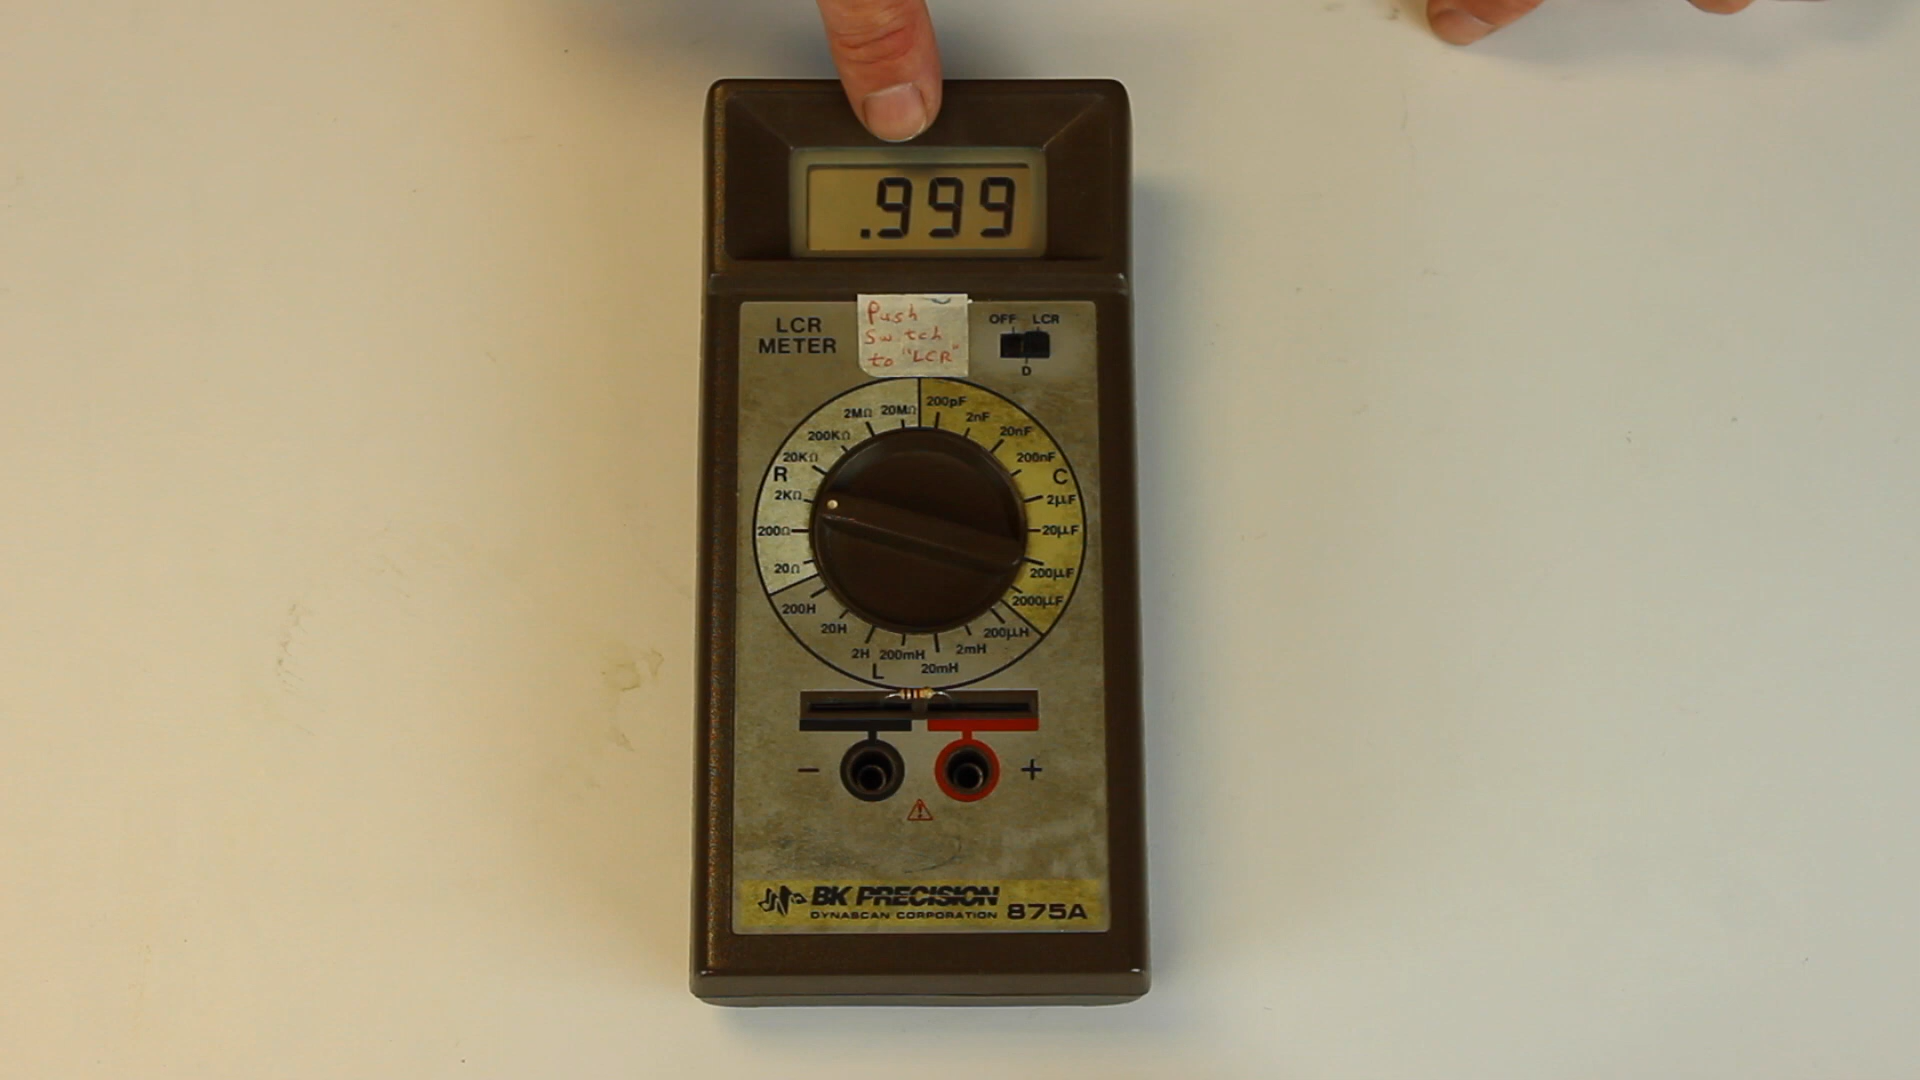 .999
LCR
METER
Push
Switch
to "LCR"
OFF LCR
D
2MΩ 20MΩ 200pF
200KΩ 2nF
20KΩ 20nF
R 200nF C
2KΩ 2µF
200Ω 20µF
20Ω 200µF
200H 2000µF
20H 200µH
2H 200mH 20mH 2mH
L
− +
BK PRECISION
DYNASCAN CORPORATION 875A